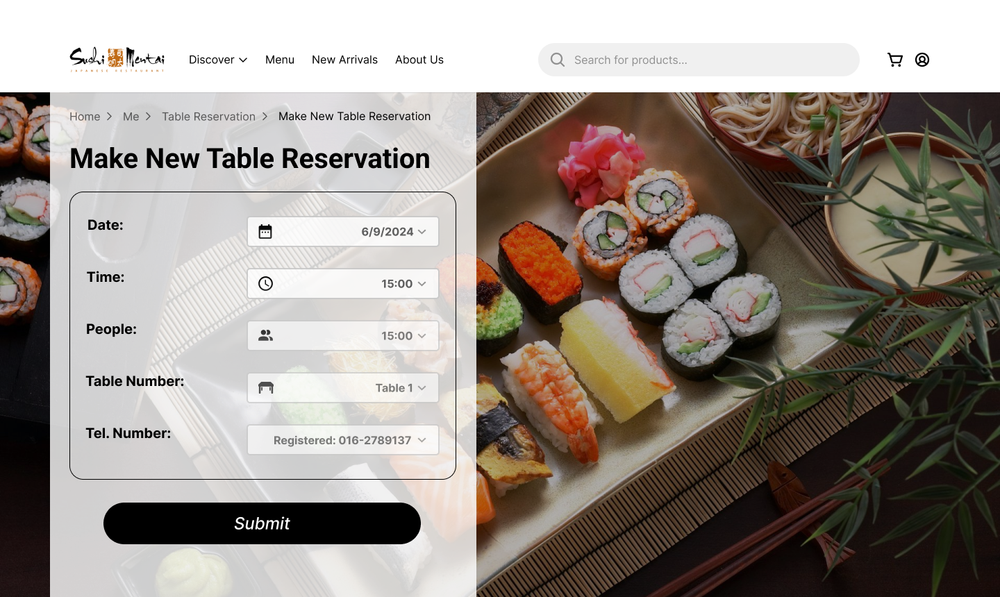 Sushi Mentai
JAPANESE RESTAURANT
Discover
Menu
New Arrivals
About Us
Search for products...
Home > Me > Table Reservation > Make New Table Reservation
Make New Table Reservation
Date:
6/9/2024
Time:
15:00
People:
15:00
Table Number:
Table 1
Tel. Number:
Registered: 016-2789137
Submit